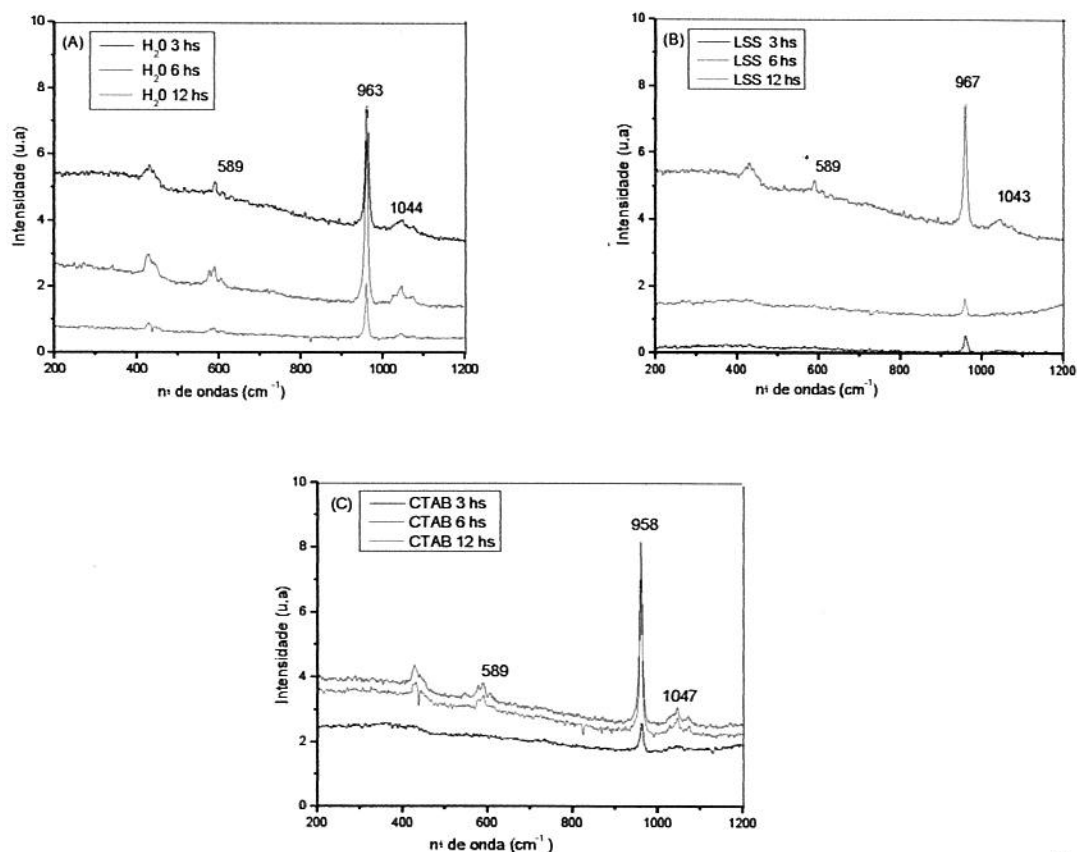 (A)
H₂0 3 hs
H₂0 6 hs
H₂0 12 hs
963
589
1044
Intensidade (u.a)
10
8
6
4
2
0
200 400 600 800 1000 1200
nº de ondas (cm⁻¹)
(B)
LSS 3 hs
LSS 6 hs
LSS 12 hs
967
589
1043
Intensidade (u.a)
10
8
6
4
2
0
200 400 600 800 1000 1200
nº de ondas (cm⁻¹)
(C)
CTAB 3 hs
CTAB 6 hs
CTAB 12 hs
958
589
1047
Intensidade (u.a)
10
8
6
4
2
0
200 400 600 800 1000 1200
nº de onda (cm⁻¹)